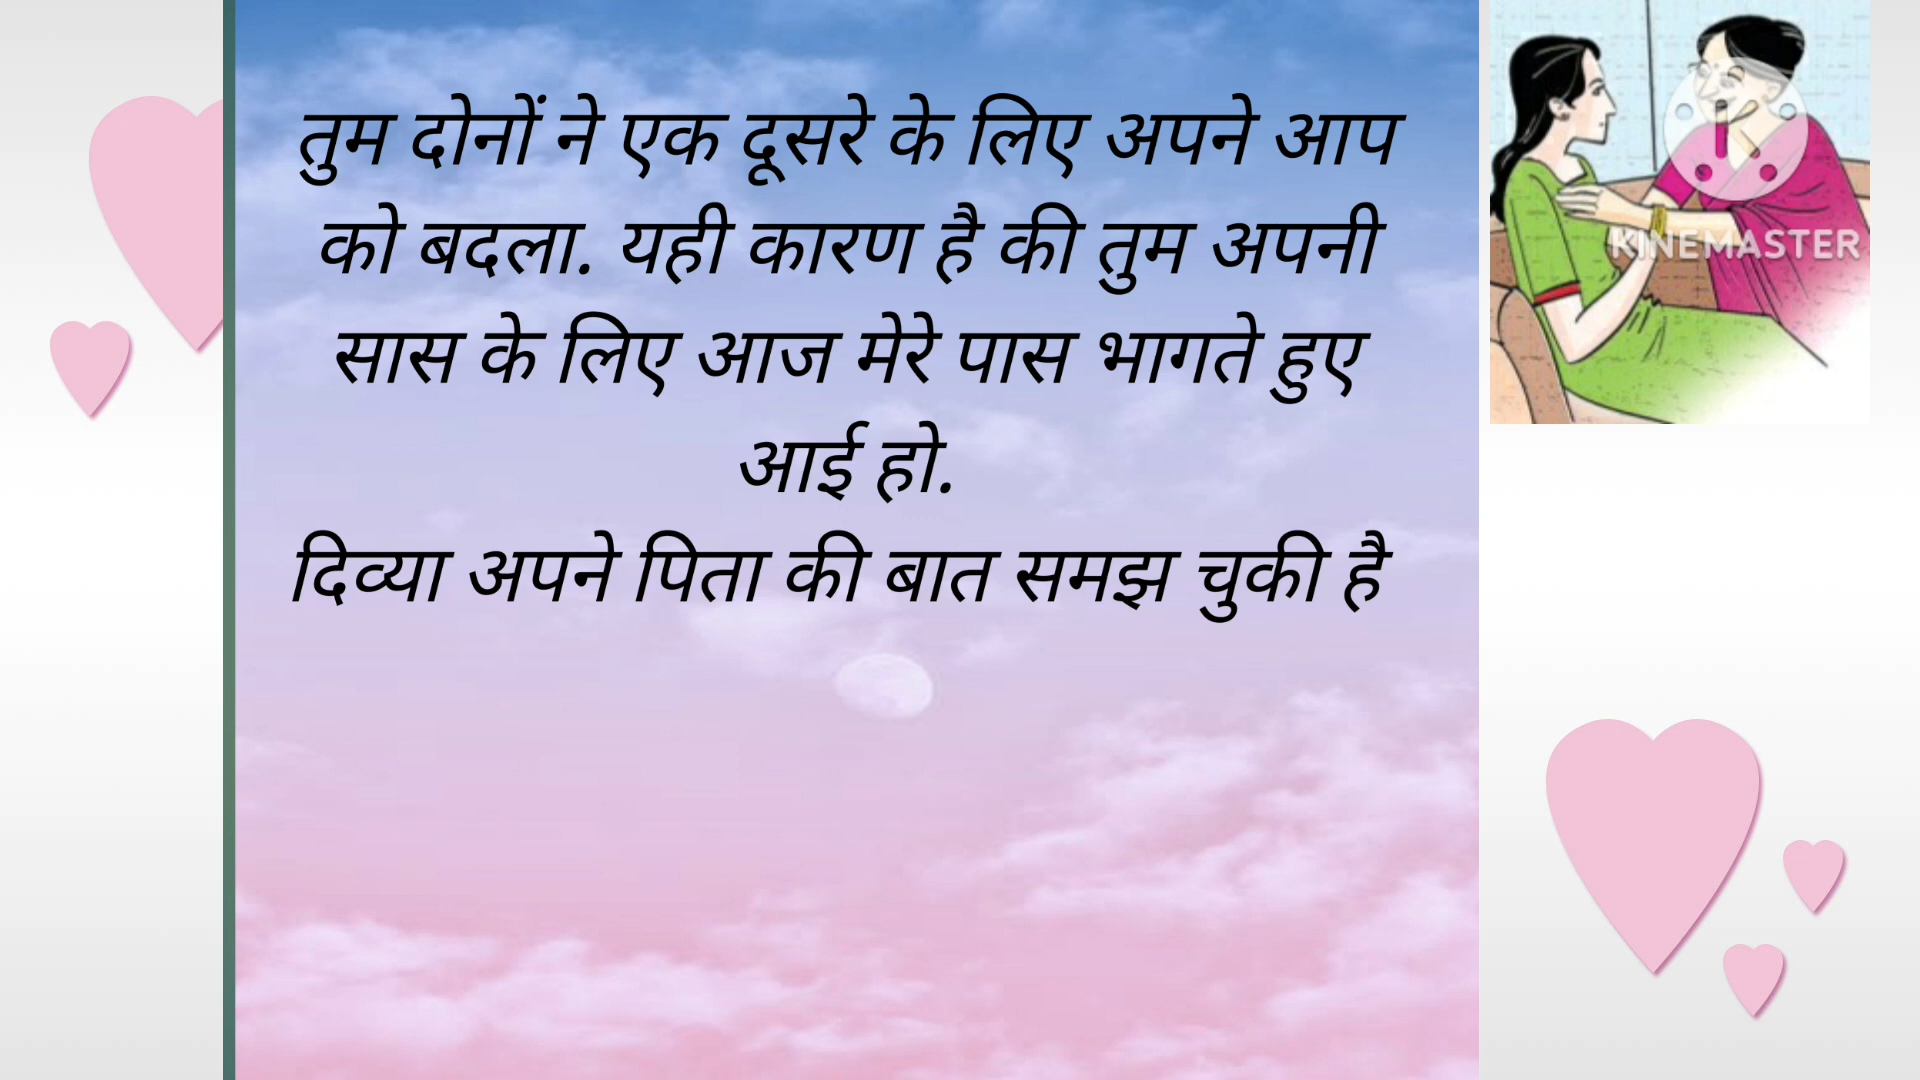 तुम दोनों ने एक दूसरे के लिए अपने आप
को बदला. यही कारण है की तुम अपनी
सास के लिए आज मेरे पास भागते हुए
आई हो.
दिव्या अपने पिता की बात समझ चुकी है
KINEMASTER